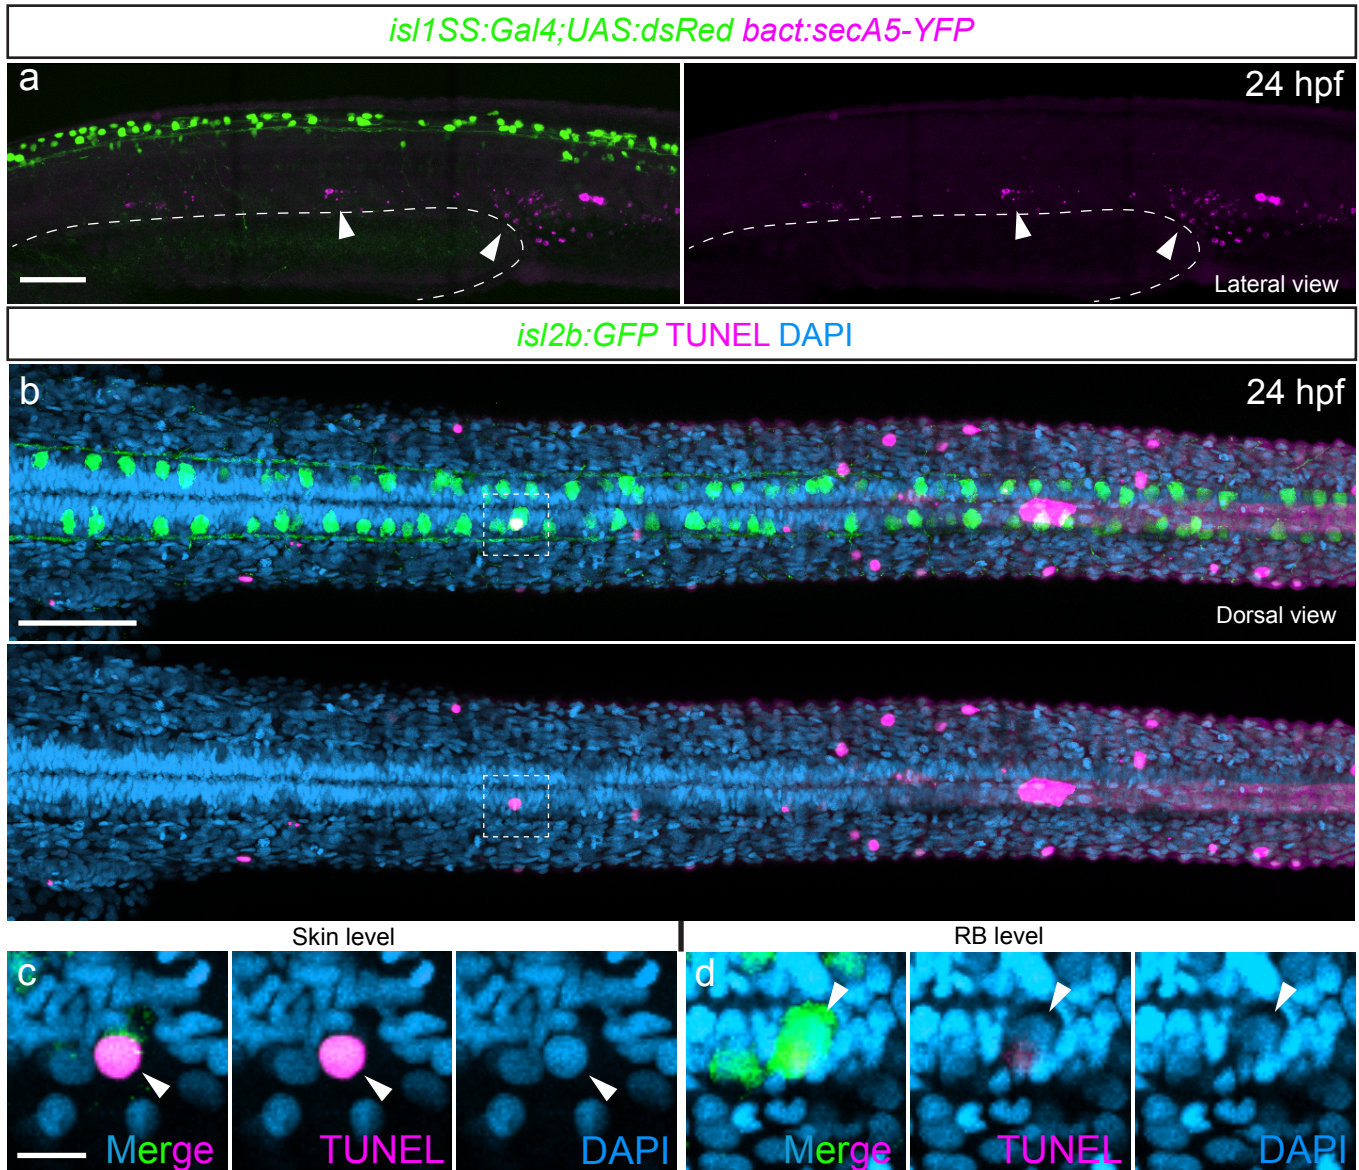 isl1SS:Gal4;UAS:dsRed bact:secA5-YFP
a
24 hpf
Lateral view
isl2b:GFP TUNEL DAPI
b
24 hpf
Dorsal view
Skin level
RB level
c
Merge
TUNEL
DAPI
d
Merge
TUNEL
DAPI